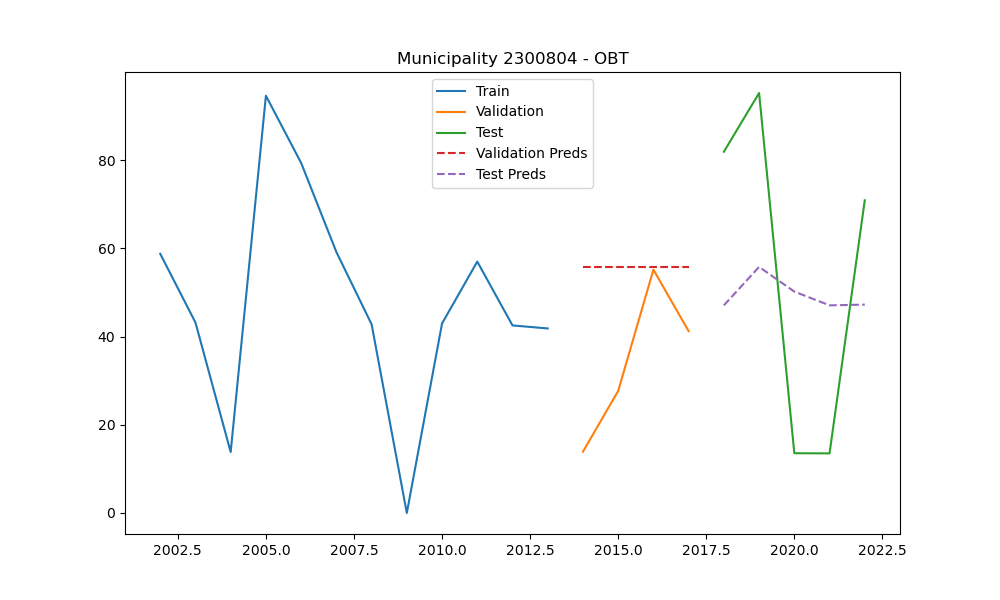 Municipality 2300804 - OBT
Train
Validation
Test
Validation Preds
Test Preds
80
60
40
20
0
2002.5 2005.0 2007.5 2010.0 2012.5 2015.0 2017.5 2020.0 2022.5